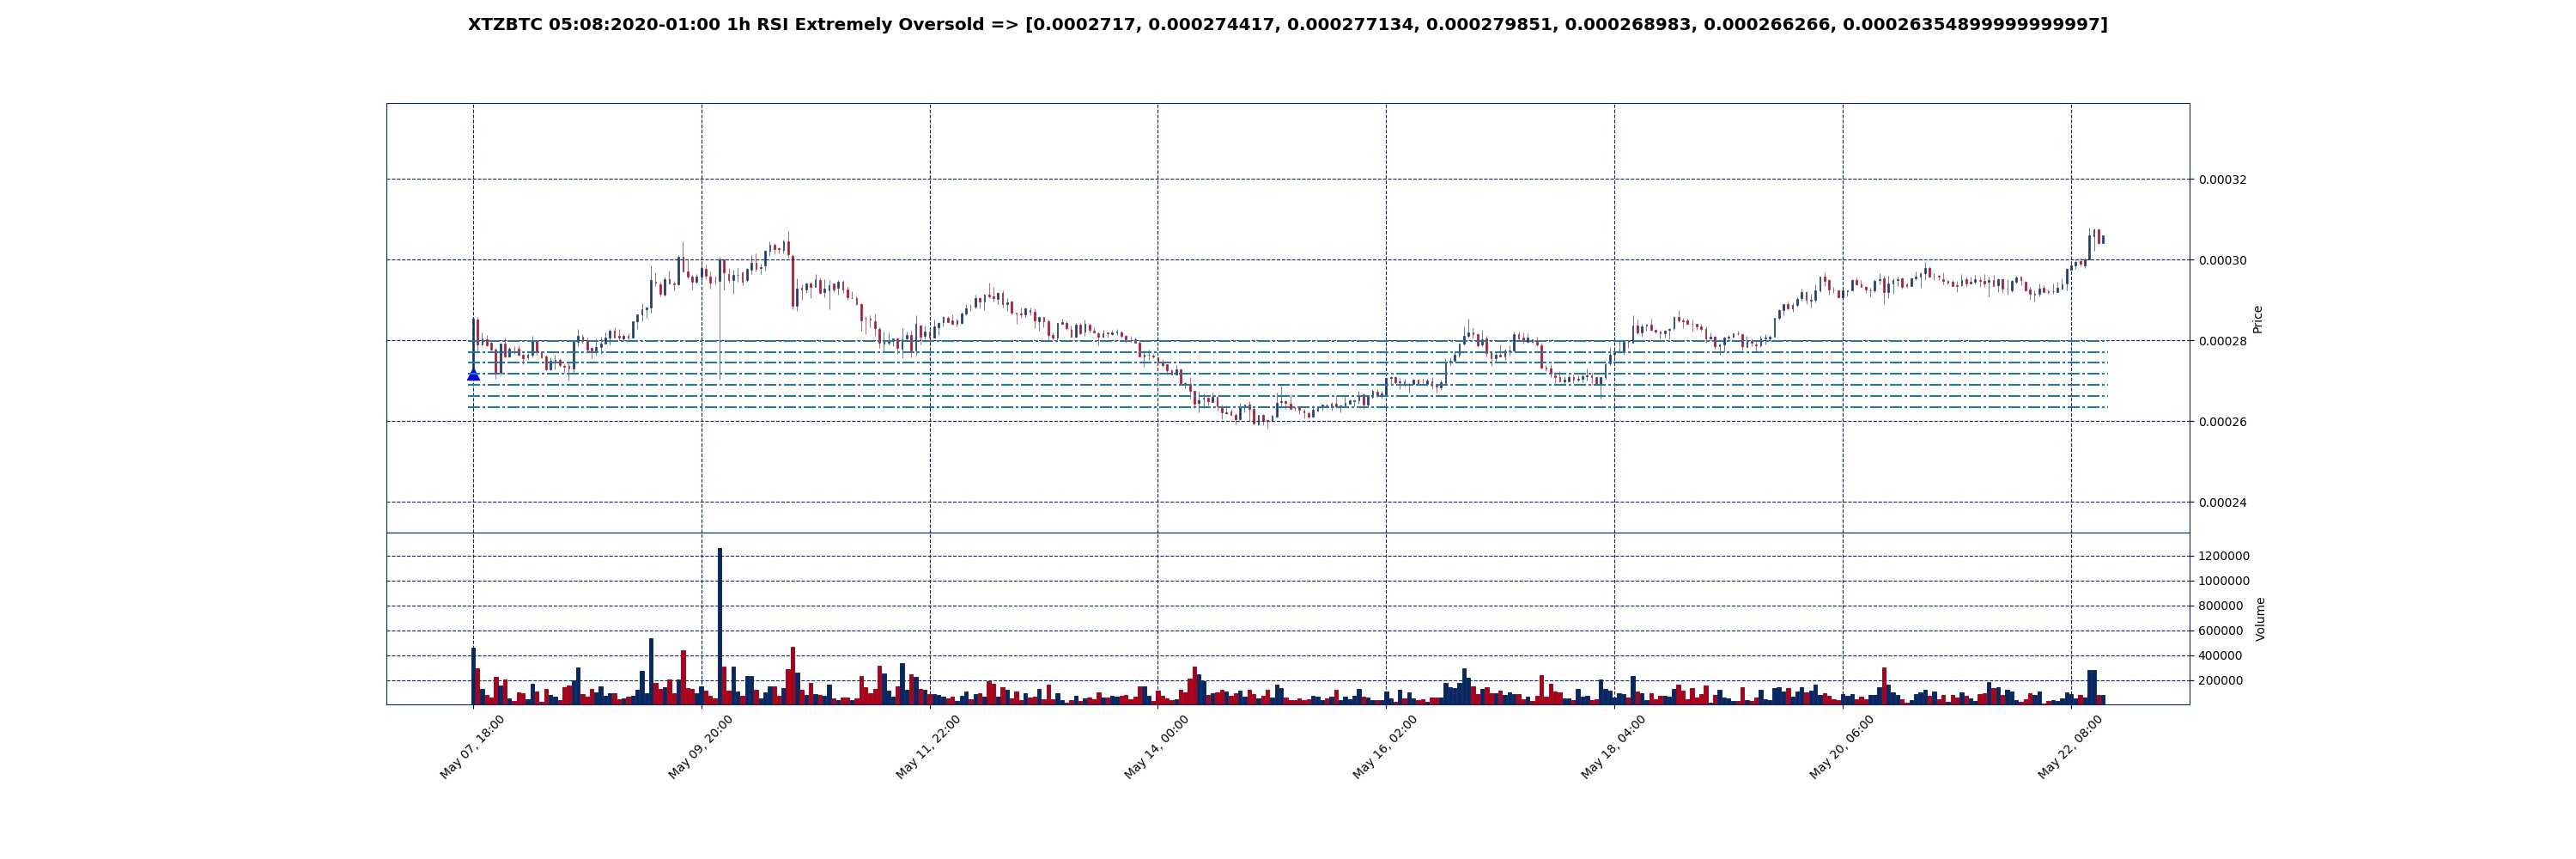 XTZBTC 05:08:2020-01:00 1h RSI Extremely Oversold => [0.0002717, 0.000274417, 0.000277134, 0.000279851, 0.000268983, 0.000266266, 0.00026354899999999997]
0.00032
0.00030
0.00028
0.00026
0.00024
Price
1200000
1000000
800000
600000
400000
200000
Volume
May 07, 18:00
May 09, 20:00
May 11, 22:00
May 14, 00:00
May 16, 02:00
May 18, 04:00
May 20, 06:00
May 22, 08:00